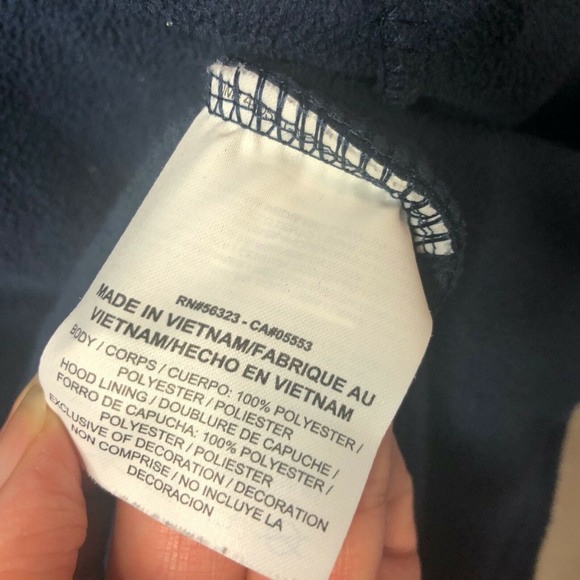 RN#56323 - CA#05553
MADE IN VIETNAM/FABRIQUE AU
VIETNAM/HECHO EN VIETNAM
BODY / CORPS / CUERPO: 100% POLYESTER /
POLYESTER / POLIESTER
HOOD LINING / DOUBLURE DE CAPUCHE /
FORRO DE CAPUCHA: 100% POLYESTER /
POLYESTER / POLIESTER
EXCLUSIVE OF DECORATION / DECORATION
NON COMPRISE / NO INCLUYE LA
DECORACION